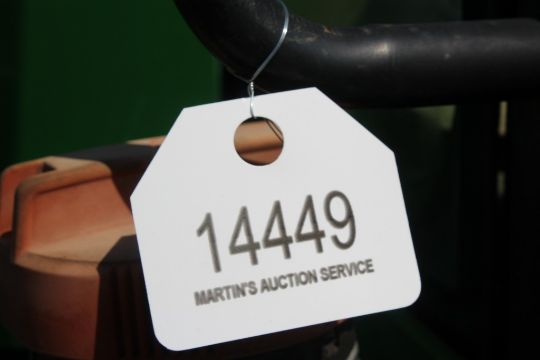 14449
MARTIN'S AUCTION SERVICE